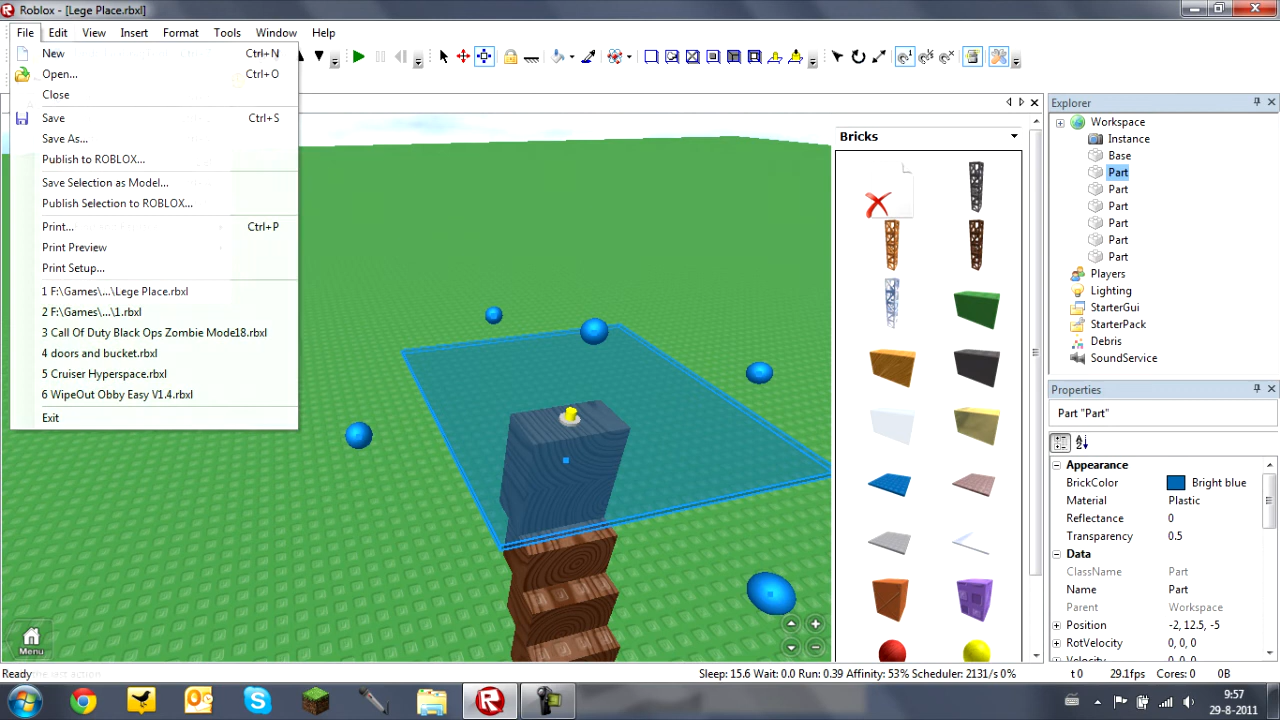 Roblox - [Lege Place.rbxl]
File Edit View Insert Format Tools Window Help
New Ctrl+N
Open... Ctrl+O
Close
Save Ctrl+S
Save As...
Publish to ROBLOX...
Save Selection as Model...
Publish Selection to ROBLOX...
Print... Ctrl+P
Print Preview
Print Setup...
1 F:\Games\...\Lege Place.rbxl
2 F:\Games\...\1.rbxl
3 Call Of Duty Black Ops Zombie Mode18.rbxl
4 doors and bucket.rbxl
5 Cruiser Hyperspace.rbxl
6 WipeOut Obby Easy V1.4.rbxl
Exit
Menu
Bricks
Explorer
Workspace
Instance
Base
Part
Part
Part
Part
Part
Part
Players
Lighting
StarterGui
StarterPack
Debris
SoundService
Properties
Part "Part"
Appearance
BrickColor Bright blue
Material Plastic
Reflectance 0
Transparency 0.5
Data
ClassName Part
Name Part
Parent Workspace
Position -2, 12.5, -5
RotVelocity 0, 0, 0
Velocity 0, 0, 0
Ready Sleep: 15.6 Wait: 0.0 Run: 0.39 Affinity: 53% Scheduler: 2131/s 0% t 0 29.1fps Cores: 0 0B
9:57
29-8-2011